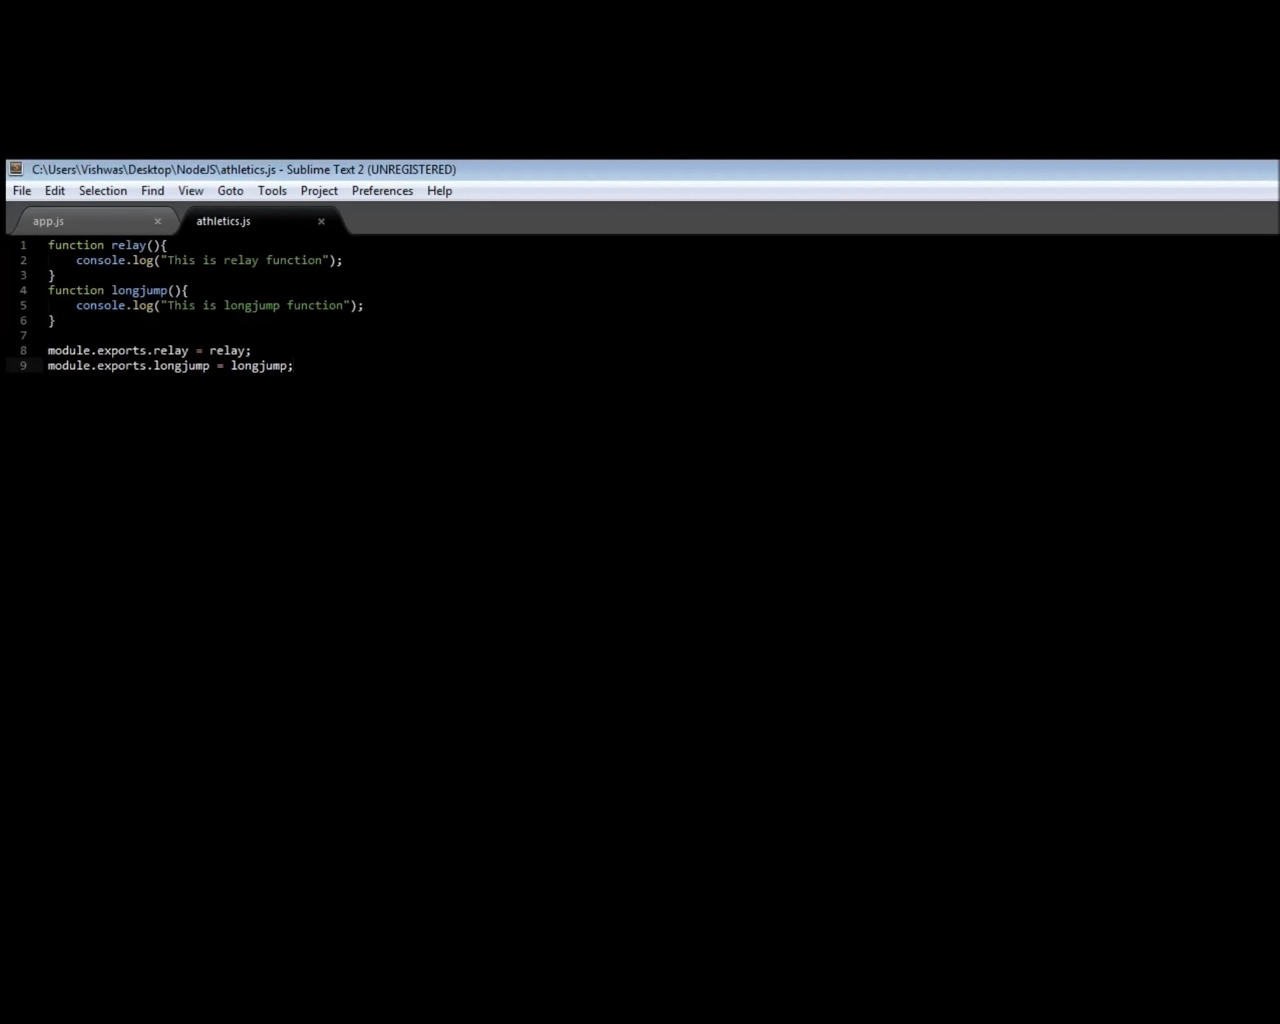 C:\Users\Vishwas\Desktop\NodeJS\athletics.js - Sublime Text 2 (UNREGISTERED)
File Edit Selection Find View Goto Tools Project Preferences Help
app.js × athletics.js ×
1 function relay(){
2     console.log("This is relay function");
3 }
4 function longjump(){
5     console.log("This is longjump function");
6 }
7
8 module.exports.relay = relay;
9 module.exports.longjump = longjump;